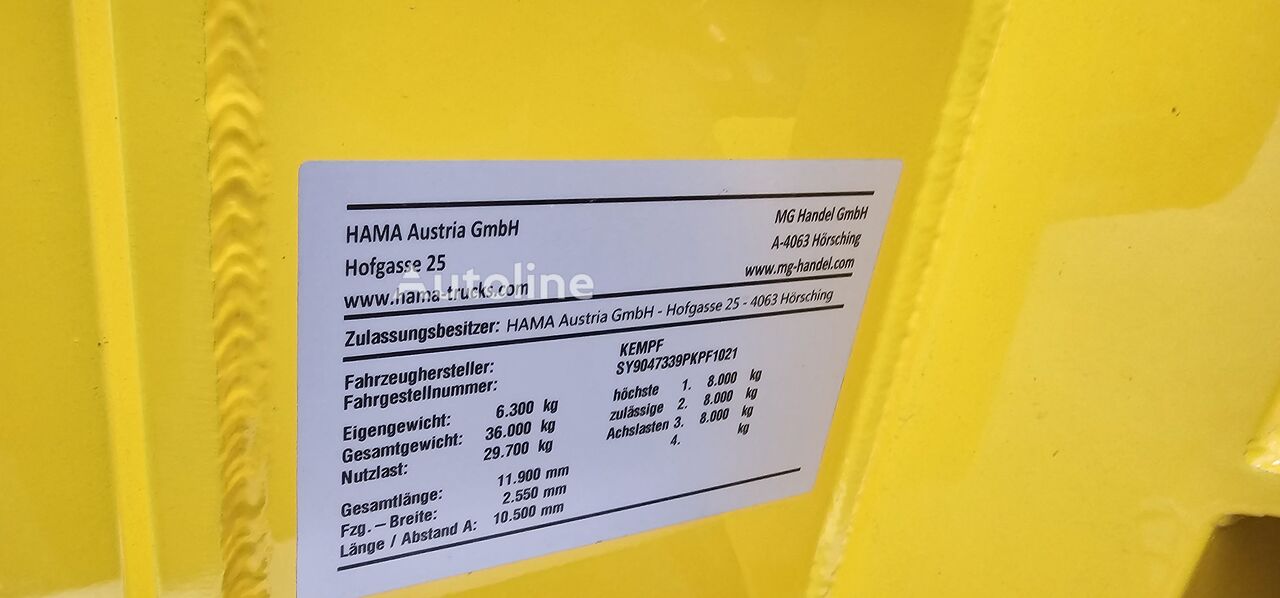 HAMA Austria GmbH
Hofgasse 25
www.hama-trucks.com
MG Handel GmbH
A-4063 Hörsching
www.mg-handel.com
Autoline
Zulassungsbesitzer: HAMA Austria GmbH - Hofgasse 25 - 4063 Hörsching
Fahrzeughersteller: KEMPF
Fahrgestellnummer: SY9047339PKPF1021
Eigengewicht: 6.300 kg
Gesamtgewicht: 36.000 kg
Nutzlast: 29.700 kg
höchste 1. 8.000 kg
zulässige 2. 8.000 kg
Achslasten 3. 8.000 kg
4. kg
Gesamtlänge: 11.900 mm
Fzg. – Breite: 2.550 mm
Länge / Abstand A: 10.500 mm